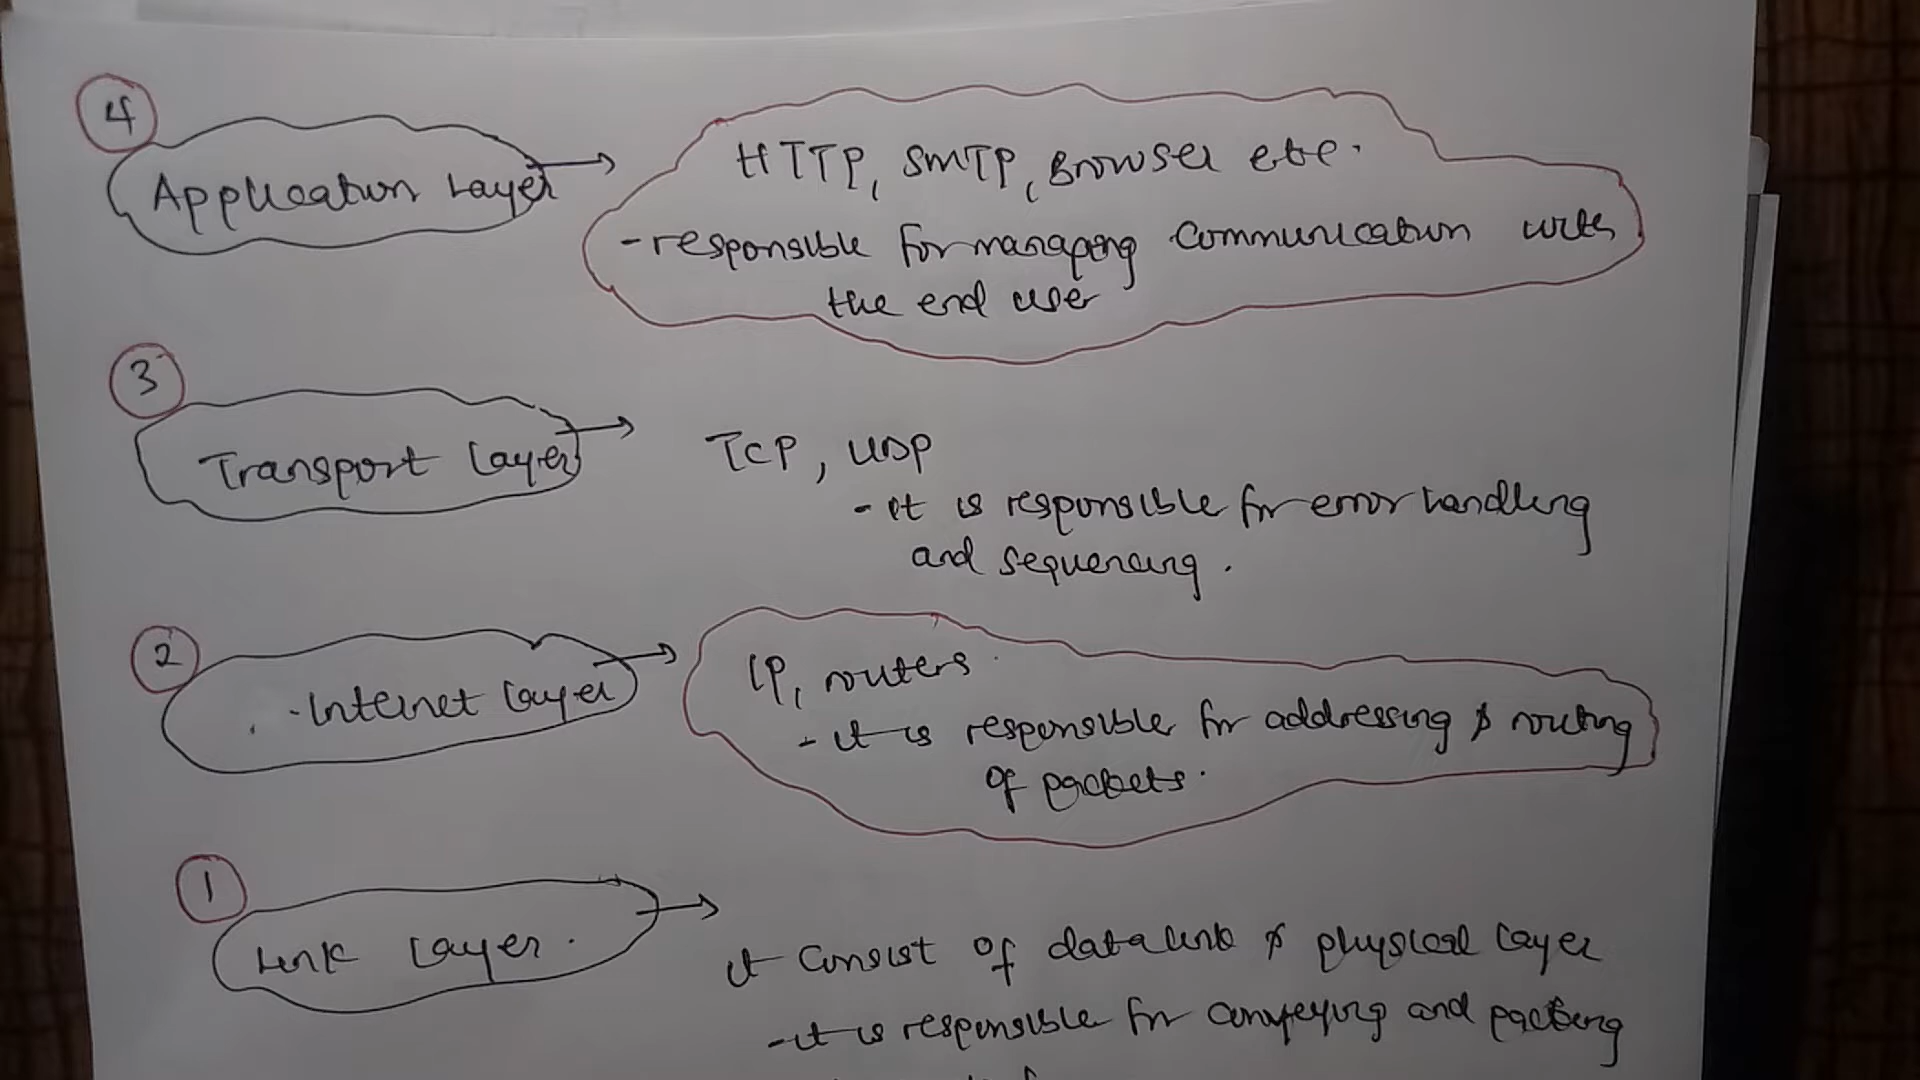 4
Application Layer
HTTP, SMTP, Browser etc.
- responsible for managing communication with
the end user
3
Transport Layer
TCP, UDP
- it is responsible for error handling
and sequencing.
2
Internet Layer
IP, routers
- it is responsible for addressing & routing
of packets.
1
Link Layer.
it consist of datalink & physical layer
- it is responsible for conveying and packing